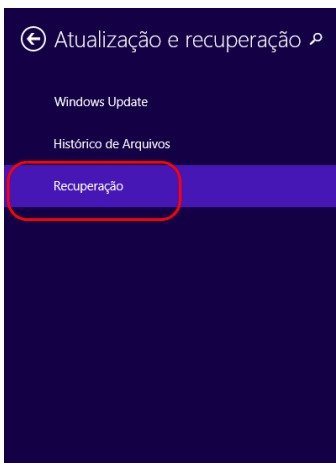 Atualização e recuperação
Windows Update
Histórico de Arquivos
Recuperação